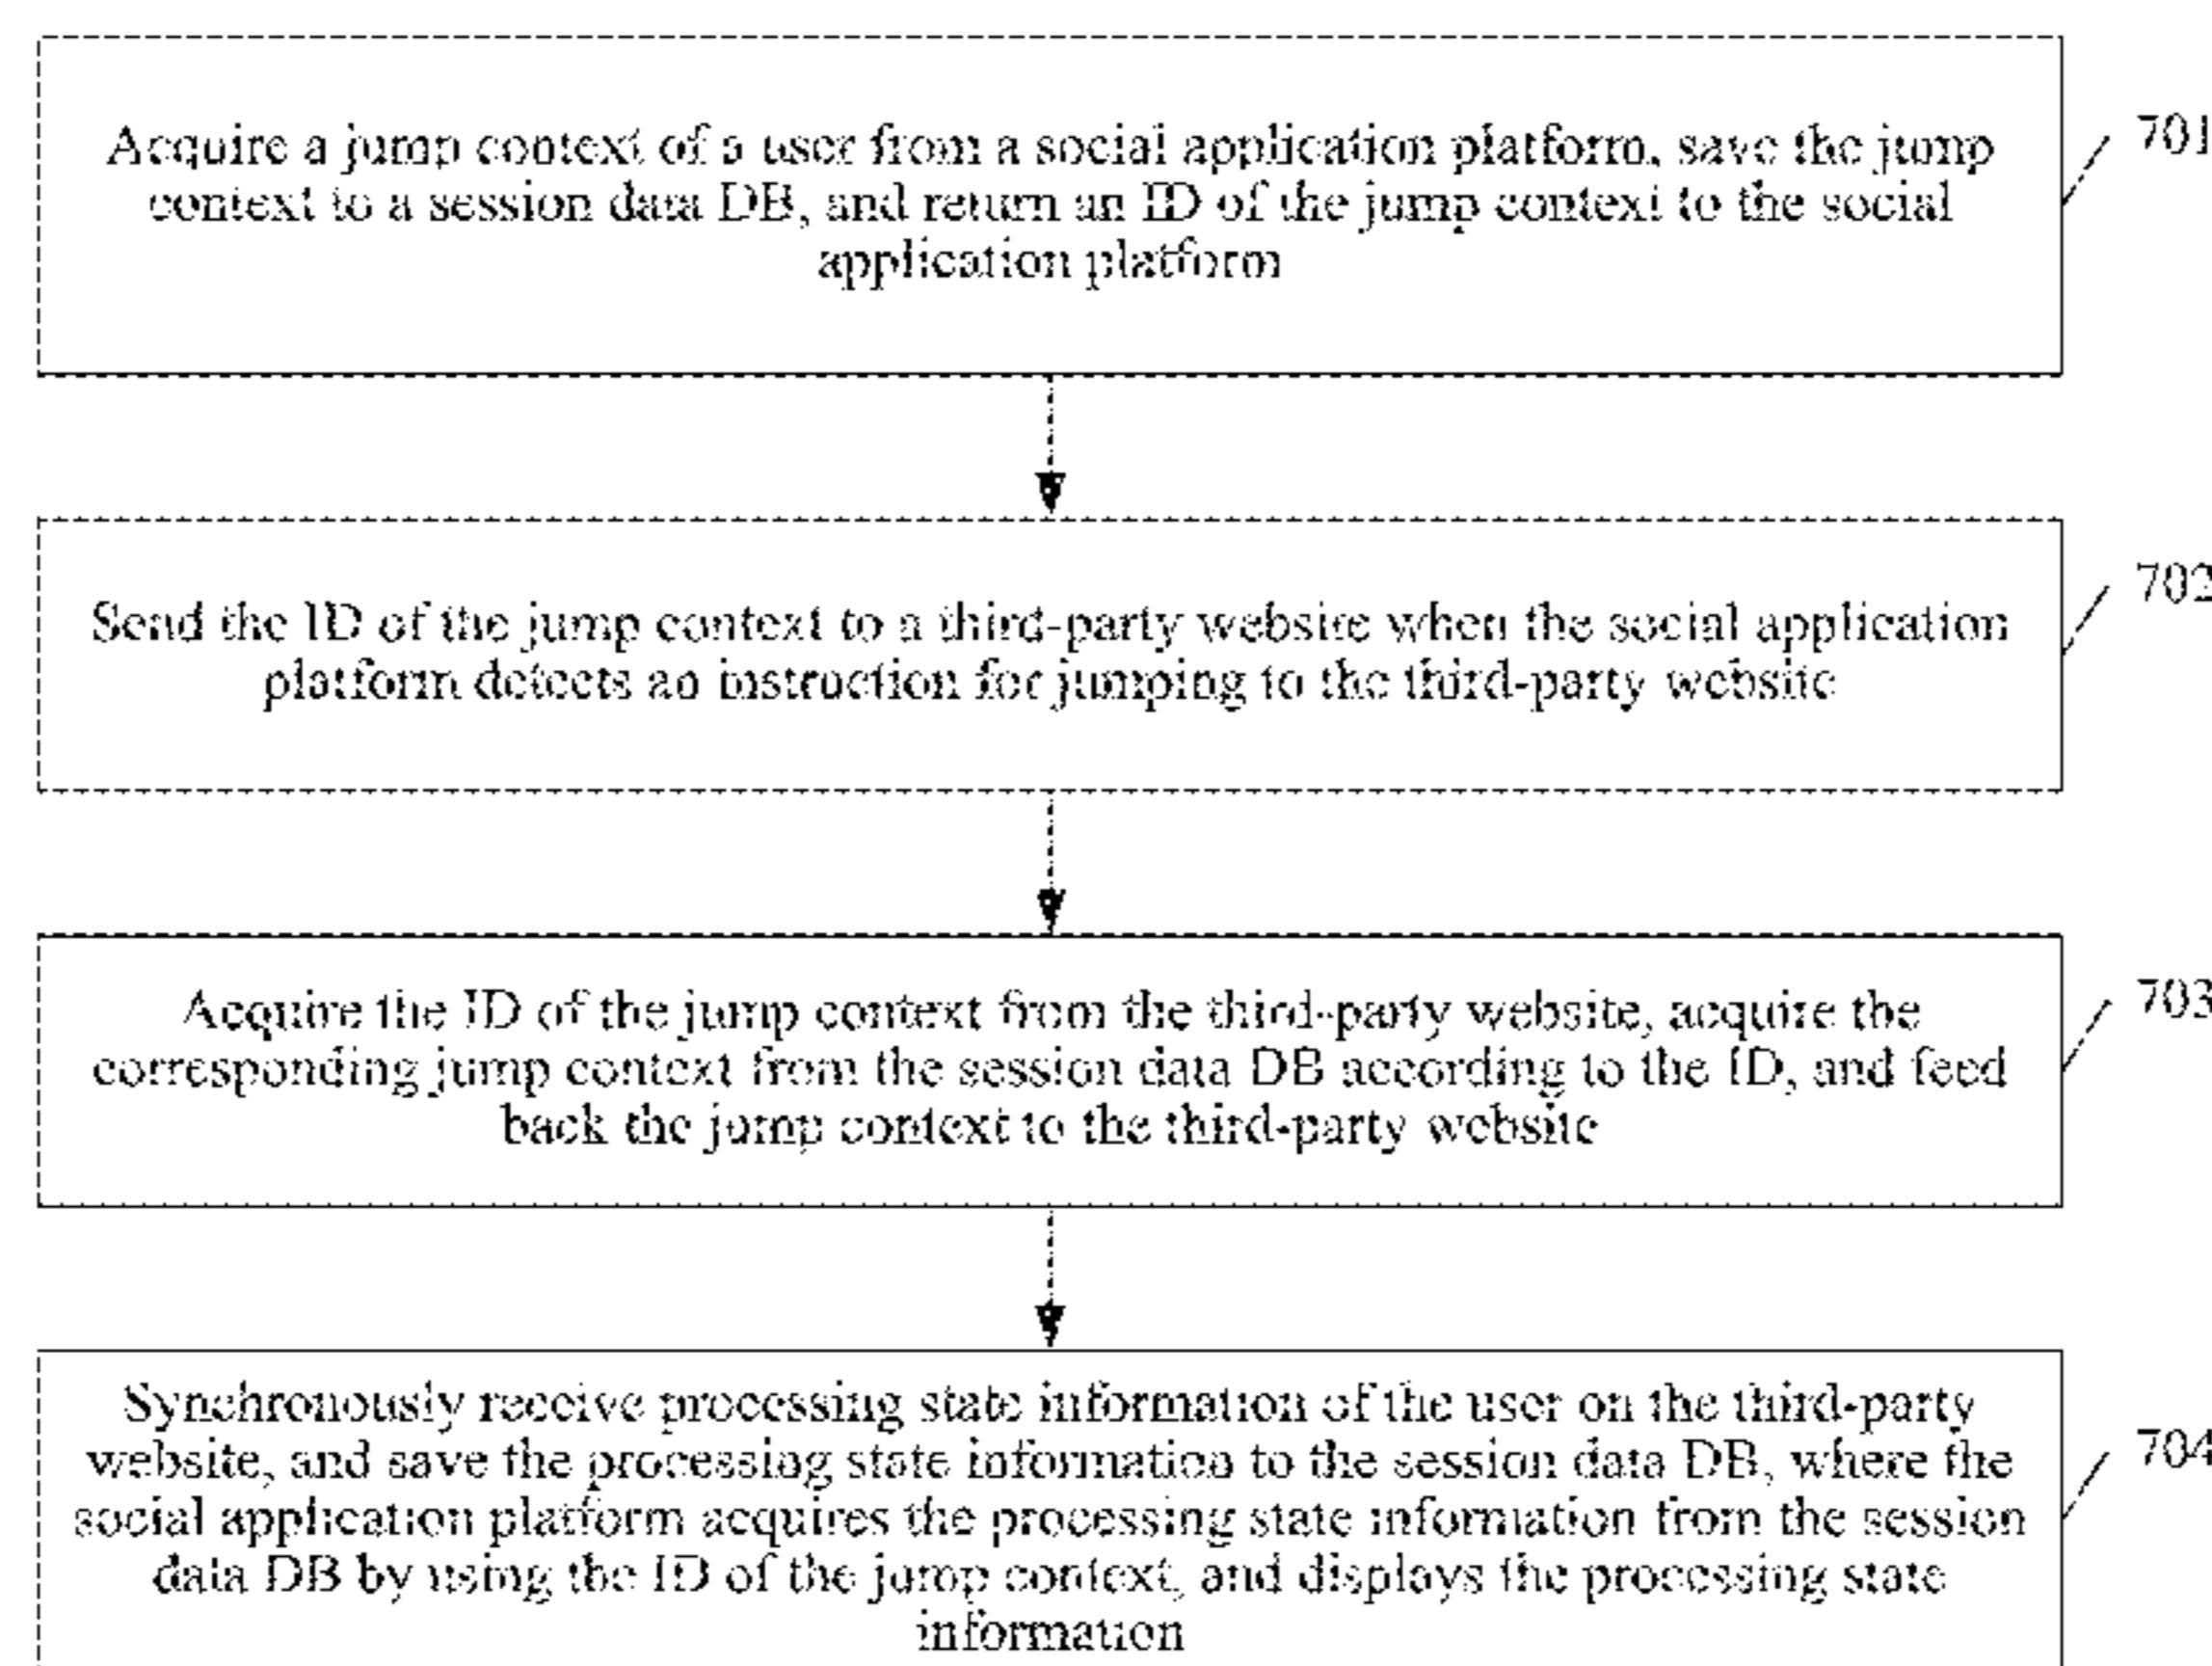 Acquire a jump context of a user from a social application platform, save the jump
context to a session data DB, and return an ID of the jump context to the social
application platform
701
Send the ID of the jump context to a third-party website when the social application
platform detects an instruction for jumping to the third-party website
702
Acquire the ID of the jump context from the third-party website, acquire the
corresponding jump context from the session data DB according to the ID, and feed
back the jump context to the third-party website
703
Synchronously receive processing state information of the user on the third-party
website, and save the processing state information to the session data DB, where the
social application platform acquires the processing state information from the session
data DB by using the ID of the jump context, and displays the processing state
information
704